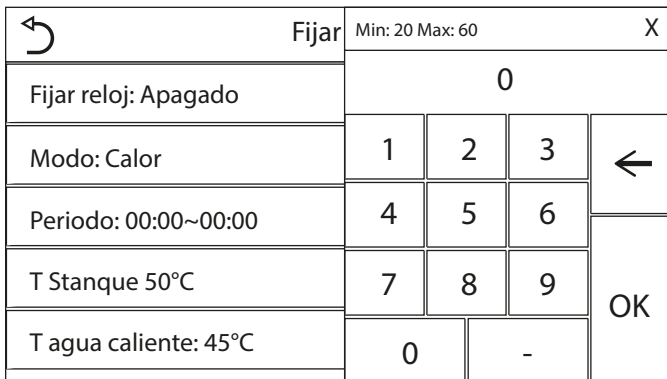 Fijar
Min: 20 Max: 60 X
0
Fijar reloj: Apagado
Modo: Calor
Periodo: 00:00~00:00
T Stanque 50°C
T agua caliente: 45°C
1 2 3 ←
4 5 6
7 8 9 OK
0 -